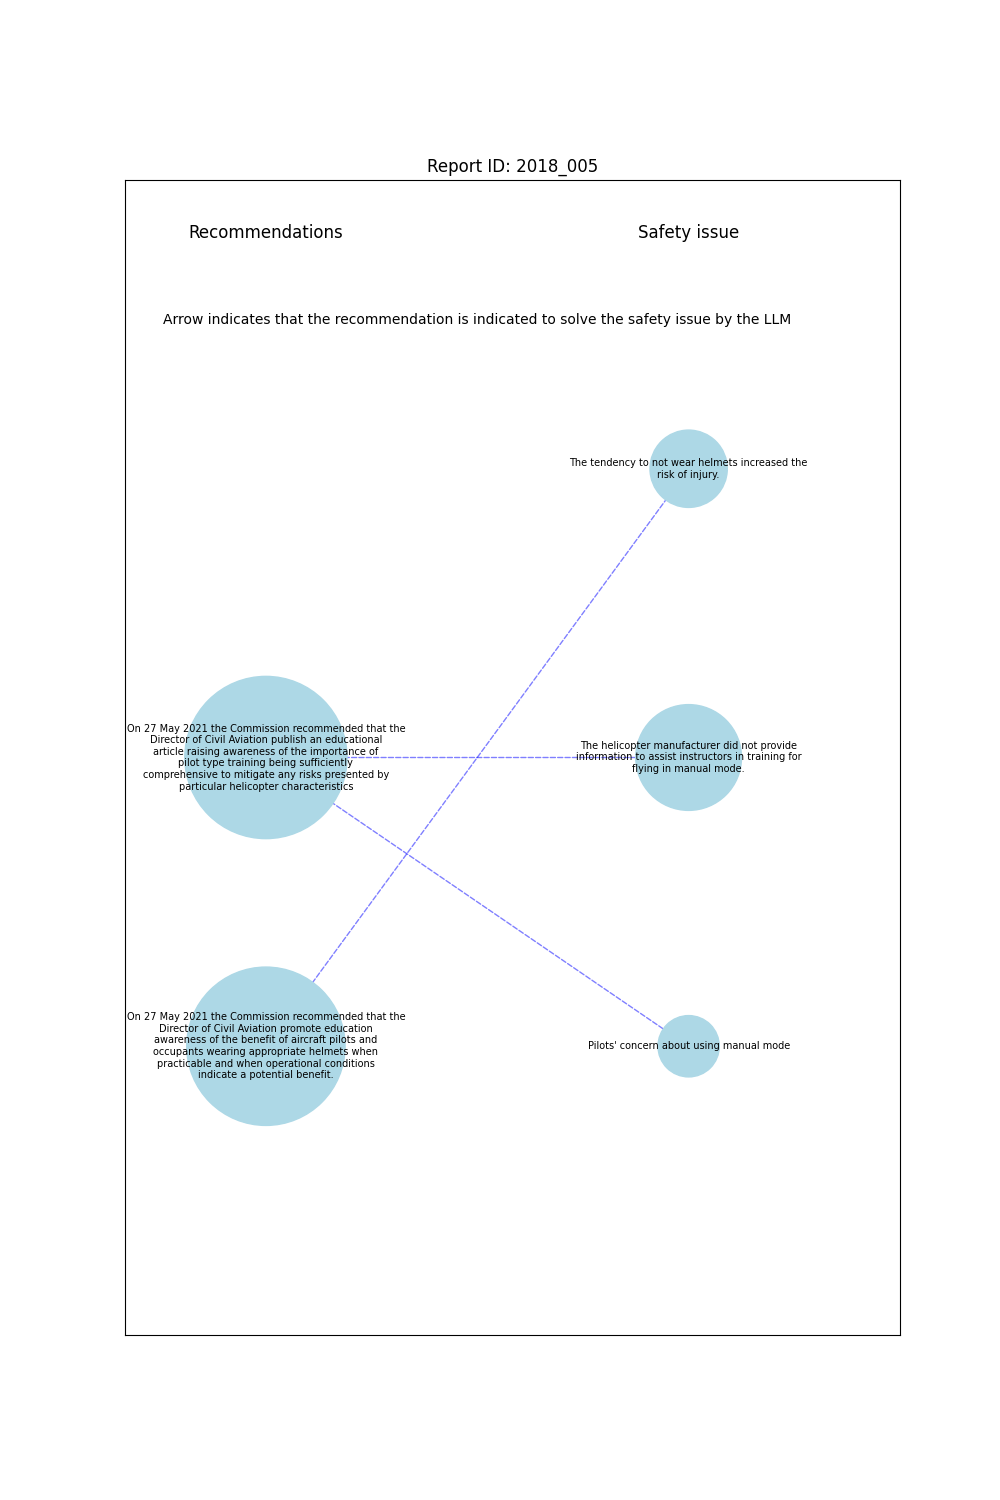 Report ID: 2018_005
Recommendations
Safety issue
Arrow indicates that the recommendation is indicated to solve the safety issue by the LLM
The tendency to not wear helmets increased the
risk of injury.
On 27 May 2021 the Commission recommended that the
Director of Civil Aviation publish an educational
article raising awareness of the importance of
pilot type training being sufficiently
comprehensive to mitigate any risks presented by
particular helicopter characteristics
The helicopter manufacturer did not provide
information to assist instructors in training for
flying in manual mode.
On 27 May 2021 the Commission recommended that the
Director of Civil Aviation promote education
awareness of the benefit of aircraft pilots and
occupants wearing appropriate helmets when
practicable and when operational conditions
indicate a potential benefit.
Pilots' concern about using manual mode